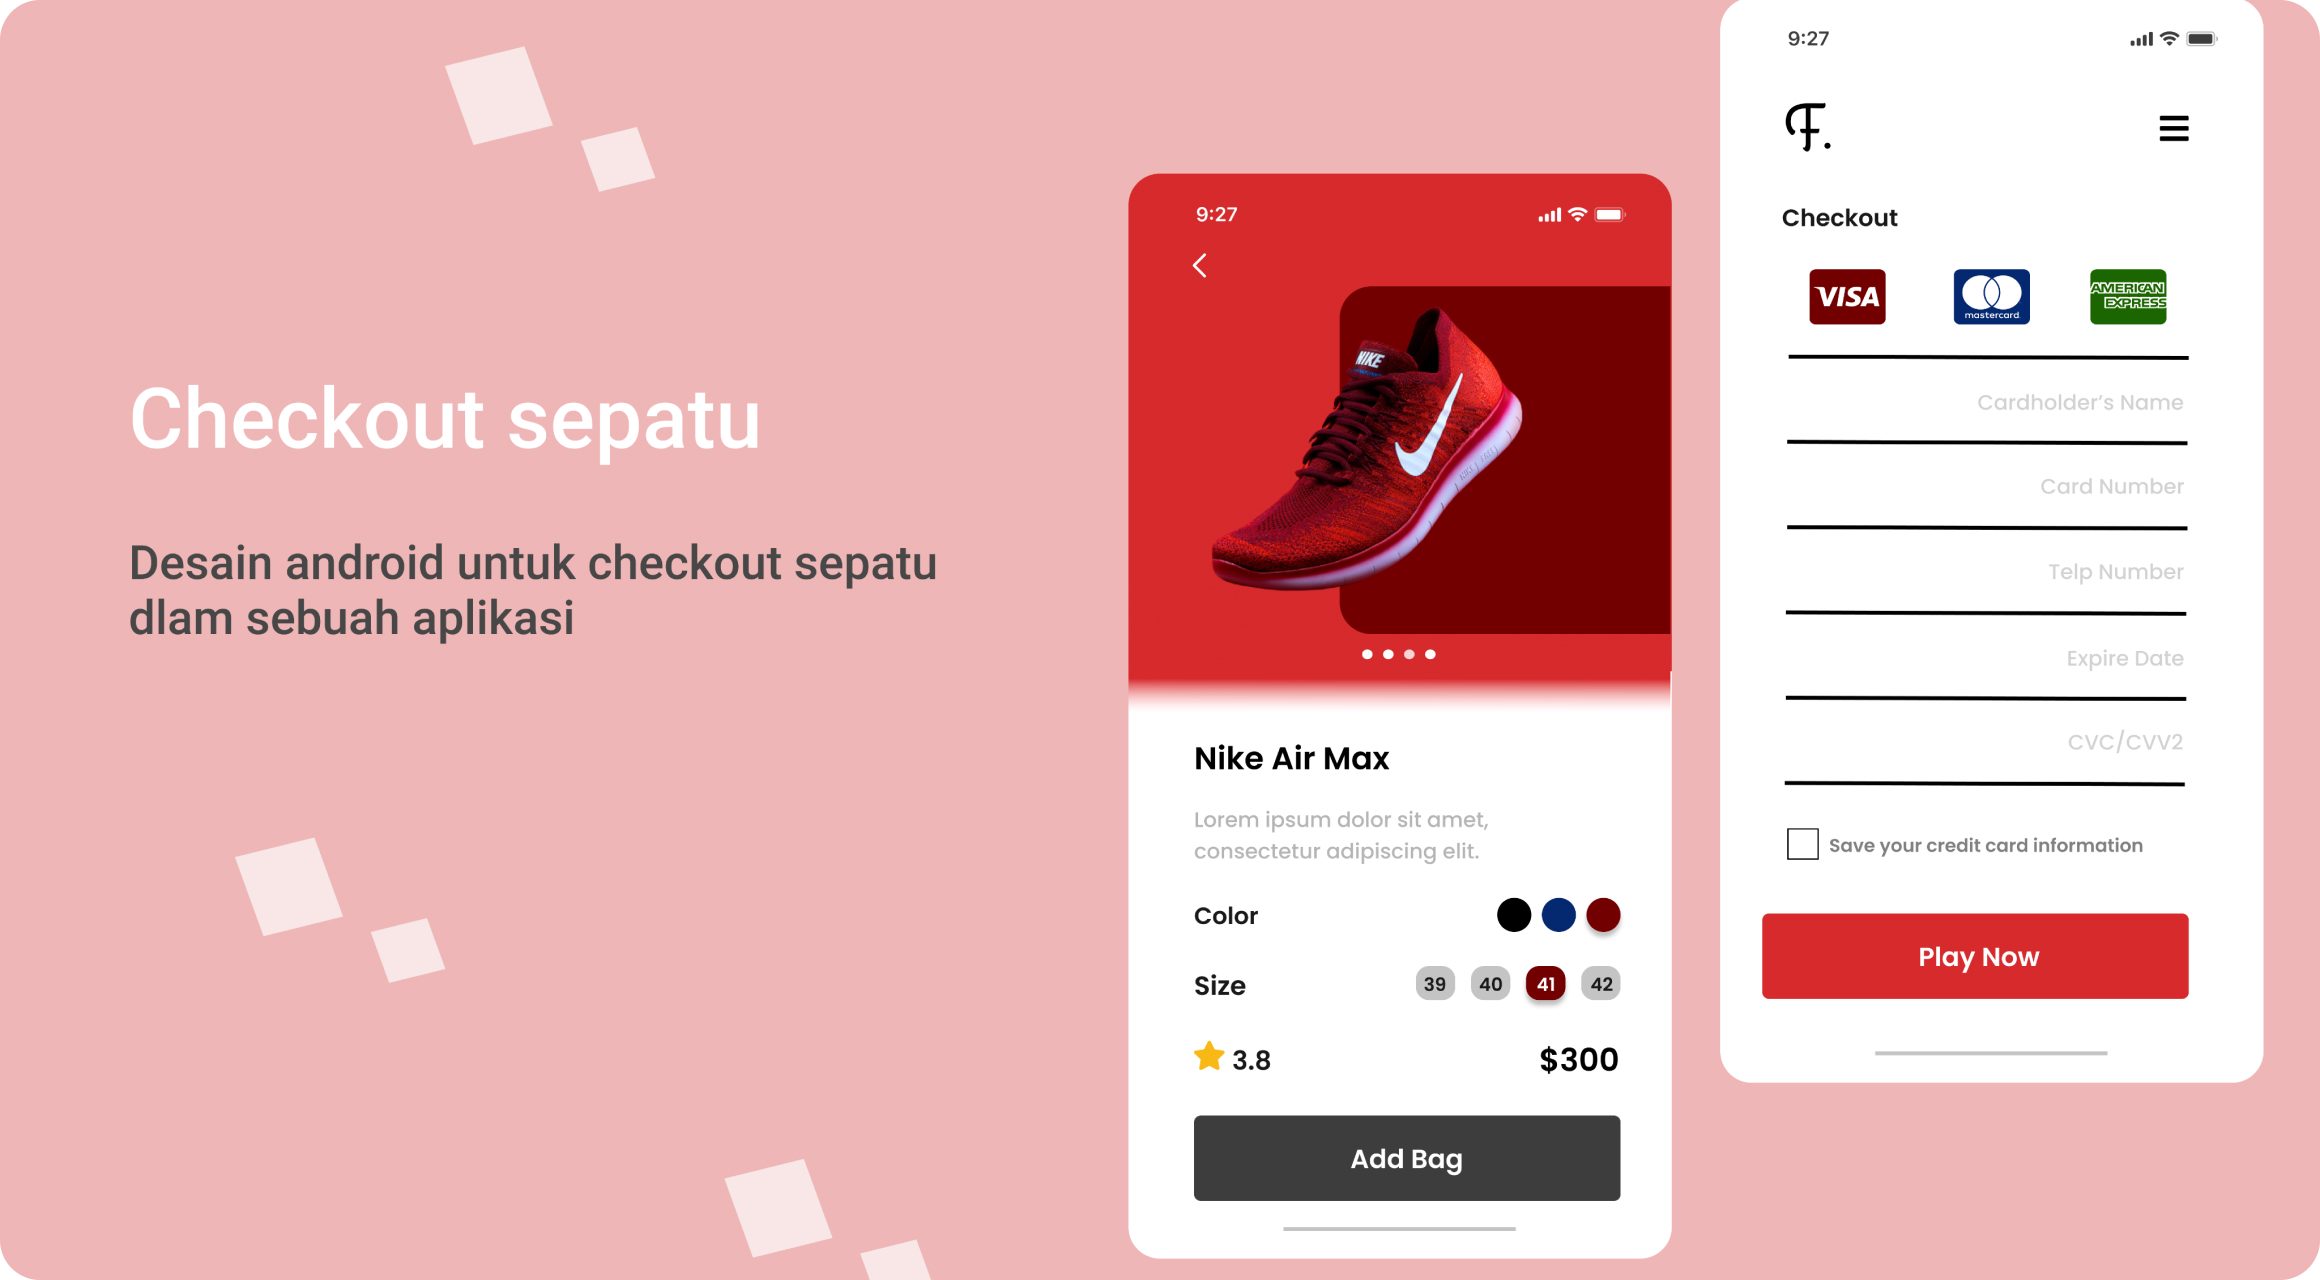 Checkout sepatu
Desain android untuk checkout sepatu
dlam sebuah aplikasi
9:27
NIKE
Nike Air Max
Lorem ipsum dolor sit amet,
consectetur adipiscing elit.
Color
Size
39 40 41 42
3.8
$300
Add Bag
9:27
F.
Checkout
VISA
mastercard
AMERICAN
EXPRESS
Cardholder's Name
Card Number
Telp Number
Expire Date
CVC/CVV2
Save your credit card information
Play Now